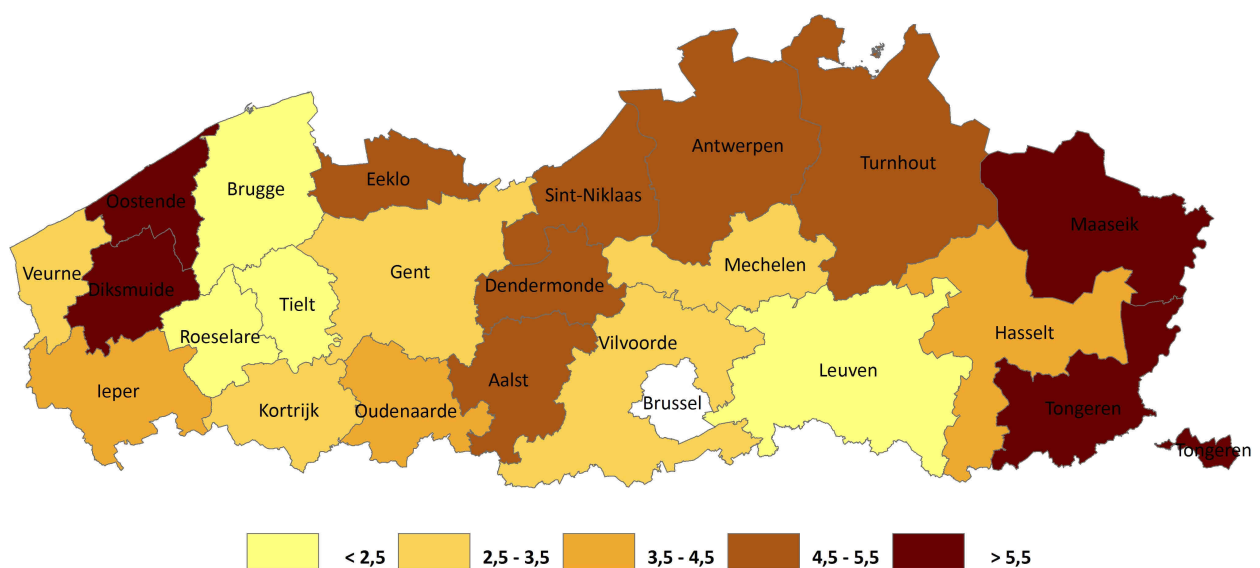 Antwerpen
Turnhout
Eeklo
Brugge
Sint-Niklaas
Oostende
Maaseik
Mechelen
Veurne
Gent
Diksmuide
Dendermonde
Tielt
Hasselt
Roeselare
Vilvoorde
Leuven
Aalst
Ieper
Brussel
Kortrijk
Oudenaarde
Tongeren
Tongeren
< 2,5
2,5 - 3,5
3,5 - 4,5
4,5 - 5,5
> 5,5